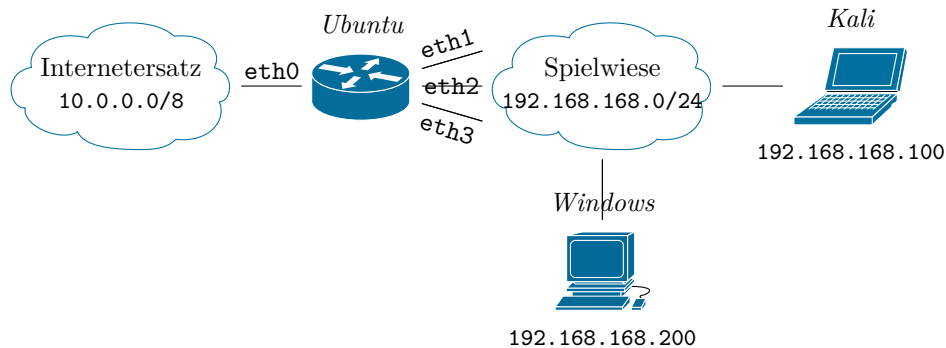 Ubuntu
Kali
Internetersatz
10.0.0.0/8
eth0
eth1
eth2
eth3
Spielwiese
192.168.168.0/24
192.168.168.100
Windows
192.168.168.200